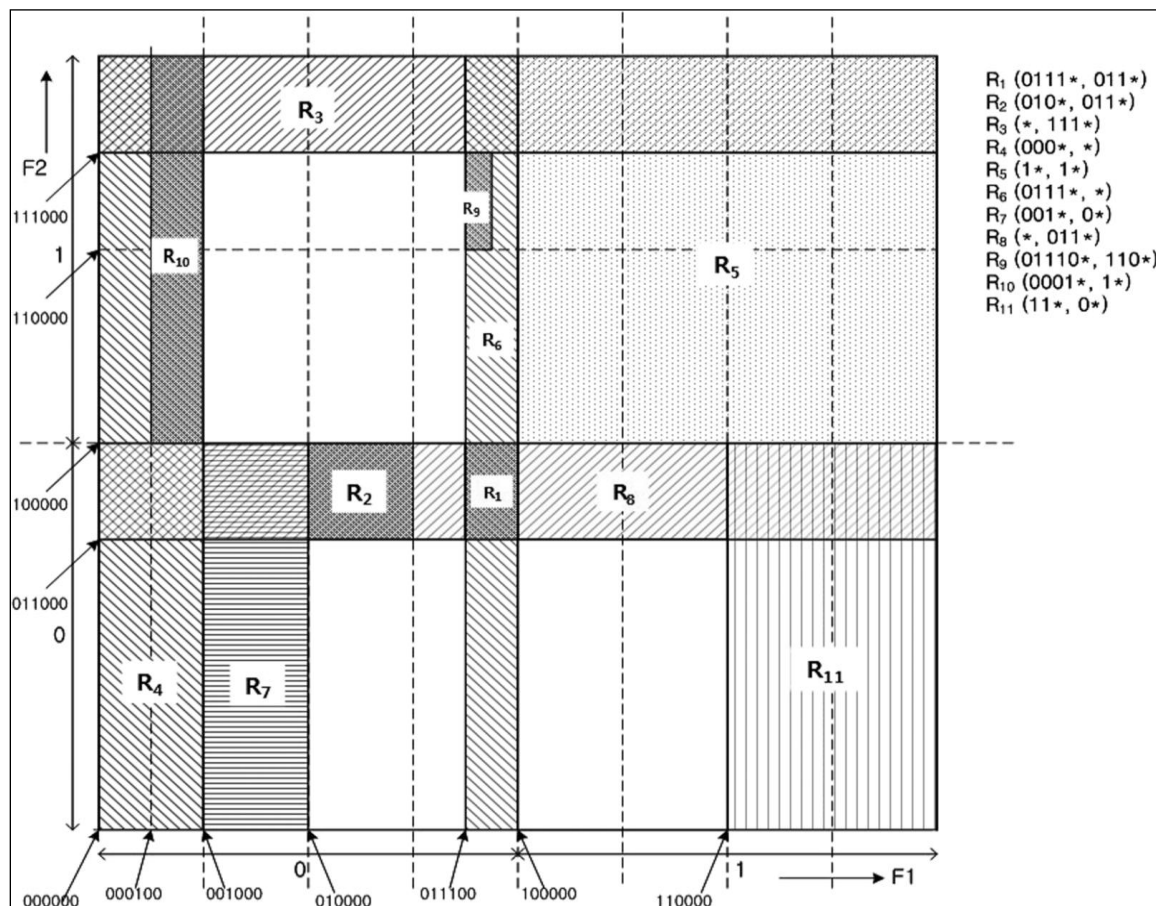 R₃
F2
111000
1
110000
100000
011000
0
R₁₀
R₉
R₅
R₆
R₂
R₁
R₈
R₄
R₇
R₁₁
0
1
F1
000000
000100
001000
010000
011100
100000
110000
R₁ (0111*, 011*)
R₂ (010*, 011*)
R₃ (*, 111*)
R₄ (000*, *)
R₅ (1*, 1*)
R₆ (0111*, *)
R₇ (001*, 0*)
R₈ (*, 011*)
R₉ (01110*, 110*)
R₁₀ (0001*, 1*)
R₁₁ (11*, 0*)